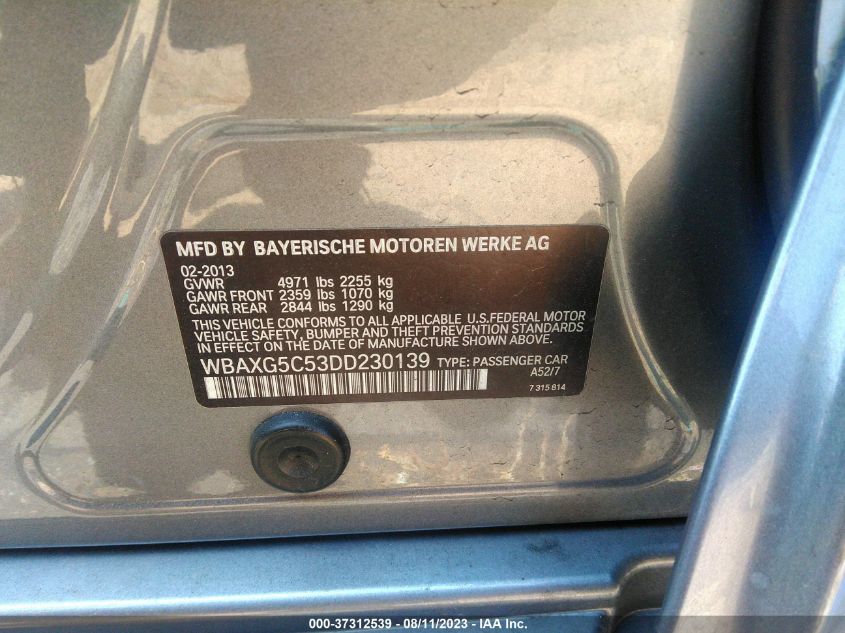 MFD BY BAYERISCHE MOTOREN WERKE AG
02-2013
GVWR 4971 lbs 2255 kg
GAWR FRONT 2359 lbs 1070 kg
GAWR REAR 2844 lbs 1290 kg
THIS VEHICLE CONFORMS TO ALL APPLICABLE U.S.FEDERAL MOTOR
VEHICLE SAFETY, BUMPER AND THEFT PREVENTION STANDARDS
IN EFFECT ON THE DATE OF MANUFACTURE SHOWN ABOVE.
WBAXG5C53DD230139 TYPE: PASSENGER CAR
A52/7
7 315 814
000-37312539 - 08/11/2023 - IAA Inc.